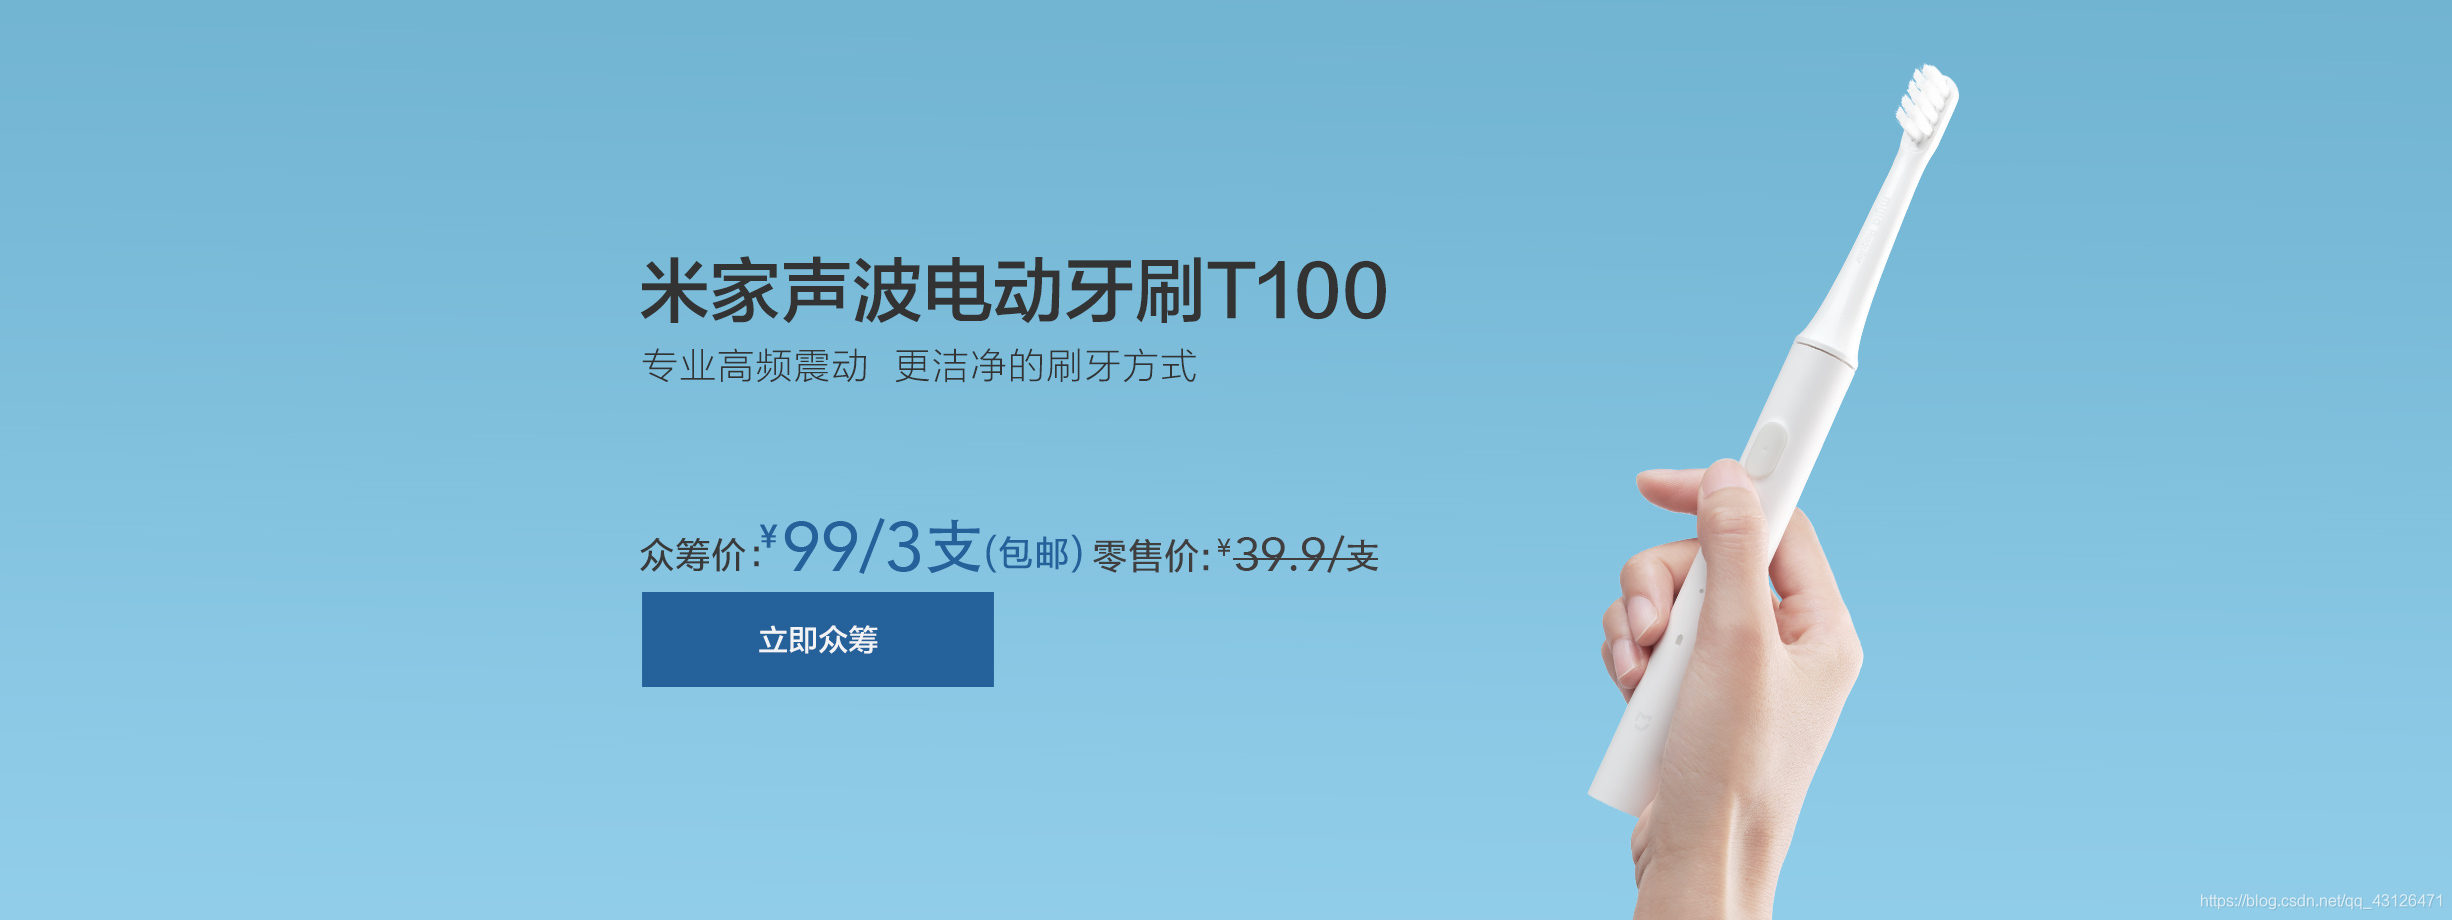 米家声波电动牙刷T100
专业高频震动 更洁净的刷牙方式
众筹价:¥99/3支(包邮) 零售价:¥39.9/支
立即众筹
https://blog.csdn.net/qq_43126471